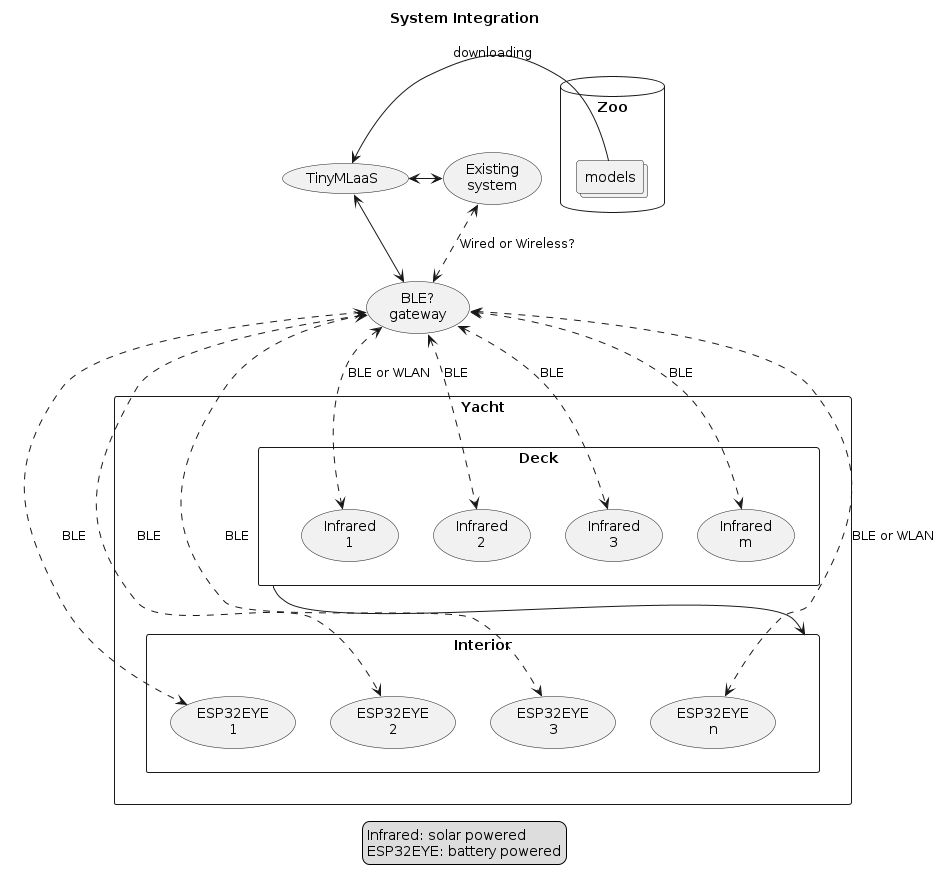 System Integration
downloading
Zoo
models
TinyMLaaS
Existing
system
Wired or Wireless?
BLE?
gateway
BLE or WLAN
BLE
BLE
BLE
Yacht
Deck
Infrared
1
Infrared
2
Infrared
3
Infrared
m
BLE
BLE
BLE
BLE or WLAN
Interior
ESP32EYE
1
ESP32EYE
2
ESP32EYE
3
ESP32EYE
n
Infrared: solar powered
ESP32EYE: battery powered